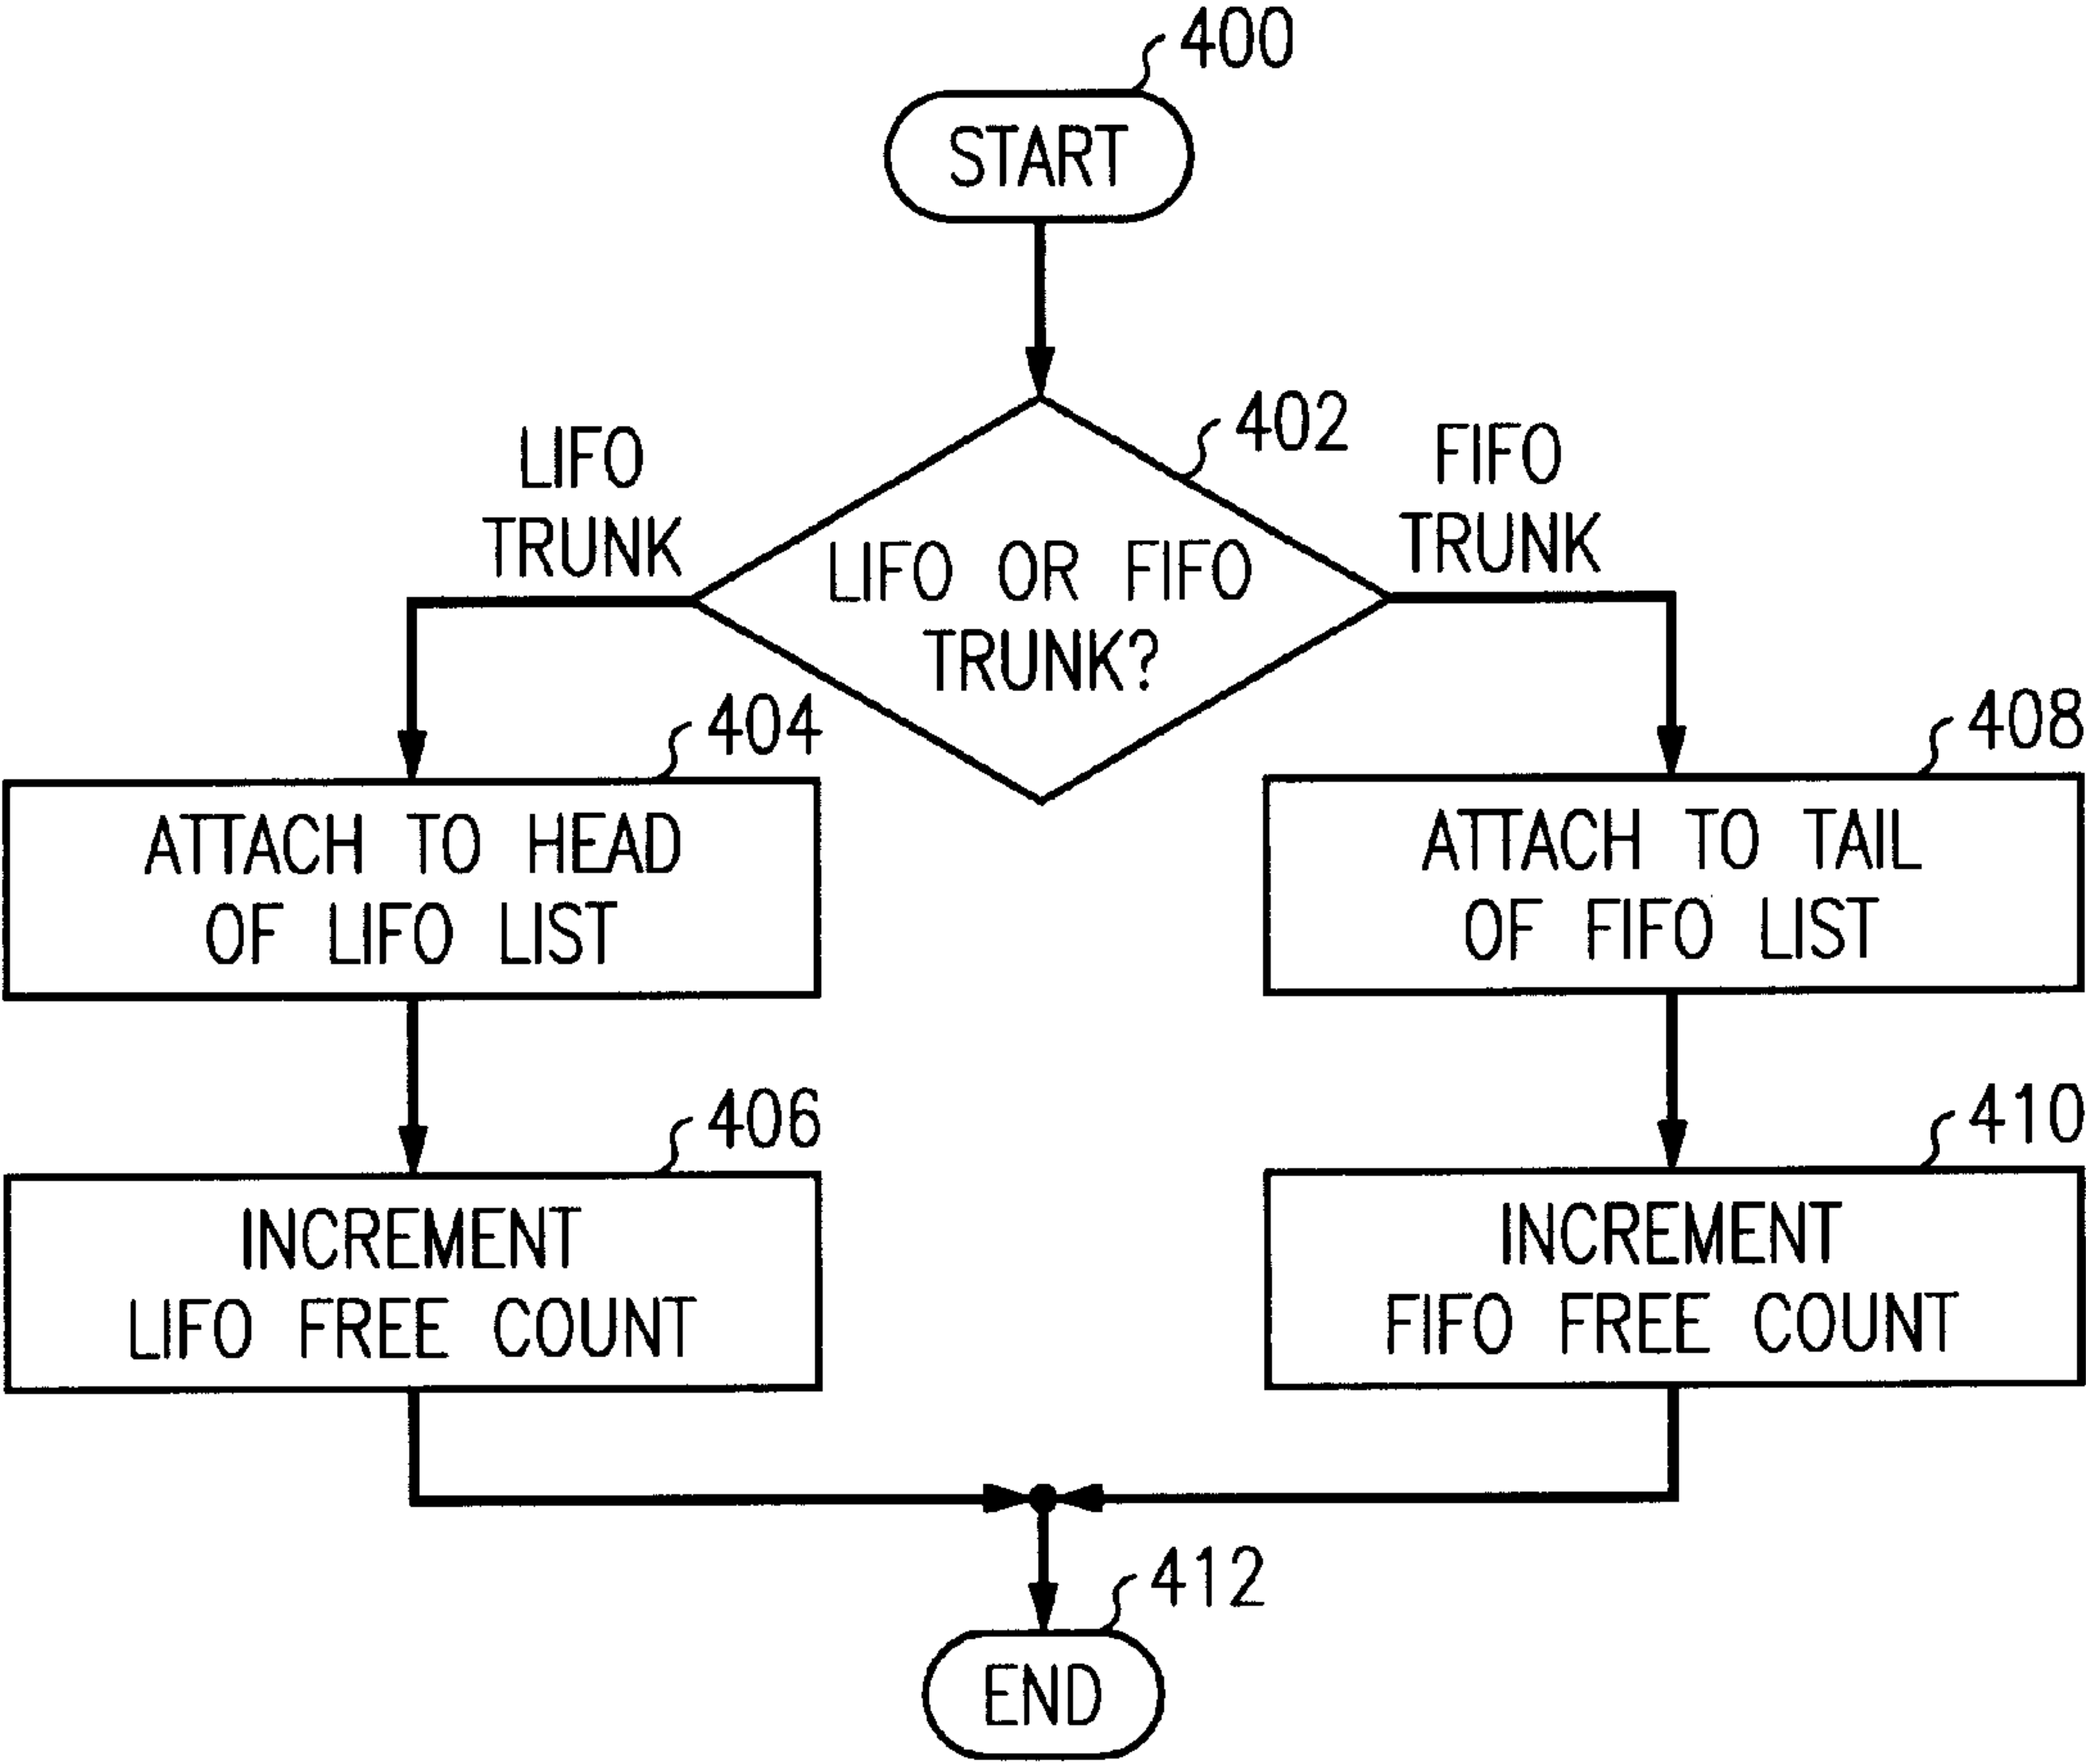 400
START
402
LIFO
TRUNK
FIFO
TRUNK
LIFO OR FIFO
TRUNK?
404
ATTACH TO HEAD
OF LIFO LIST
408
ATTACH TO TAIL
OF FIFO LIST
406
INCREMENT
LIFO FREE COUNT
410
INCREMENT
FIFO FREE COUNT
412
END